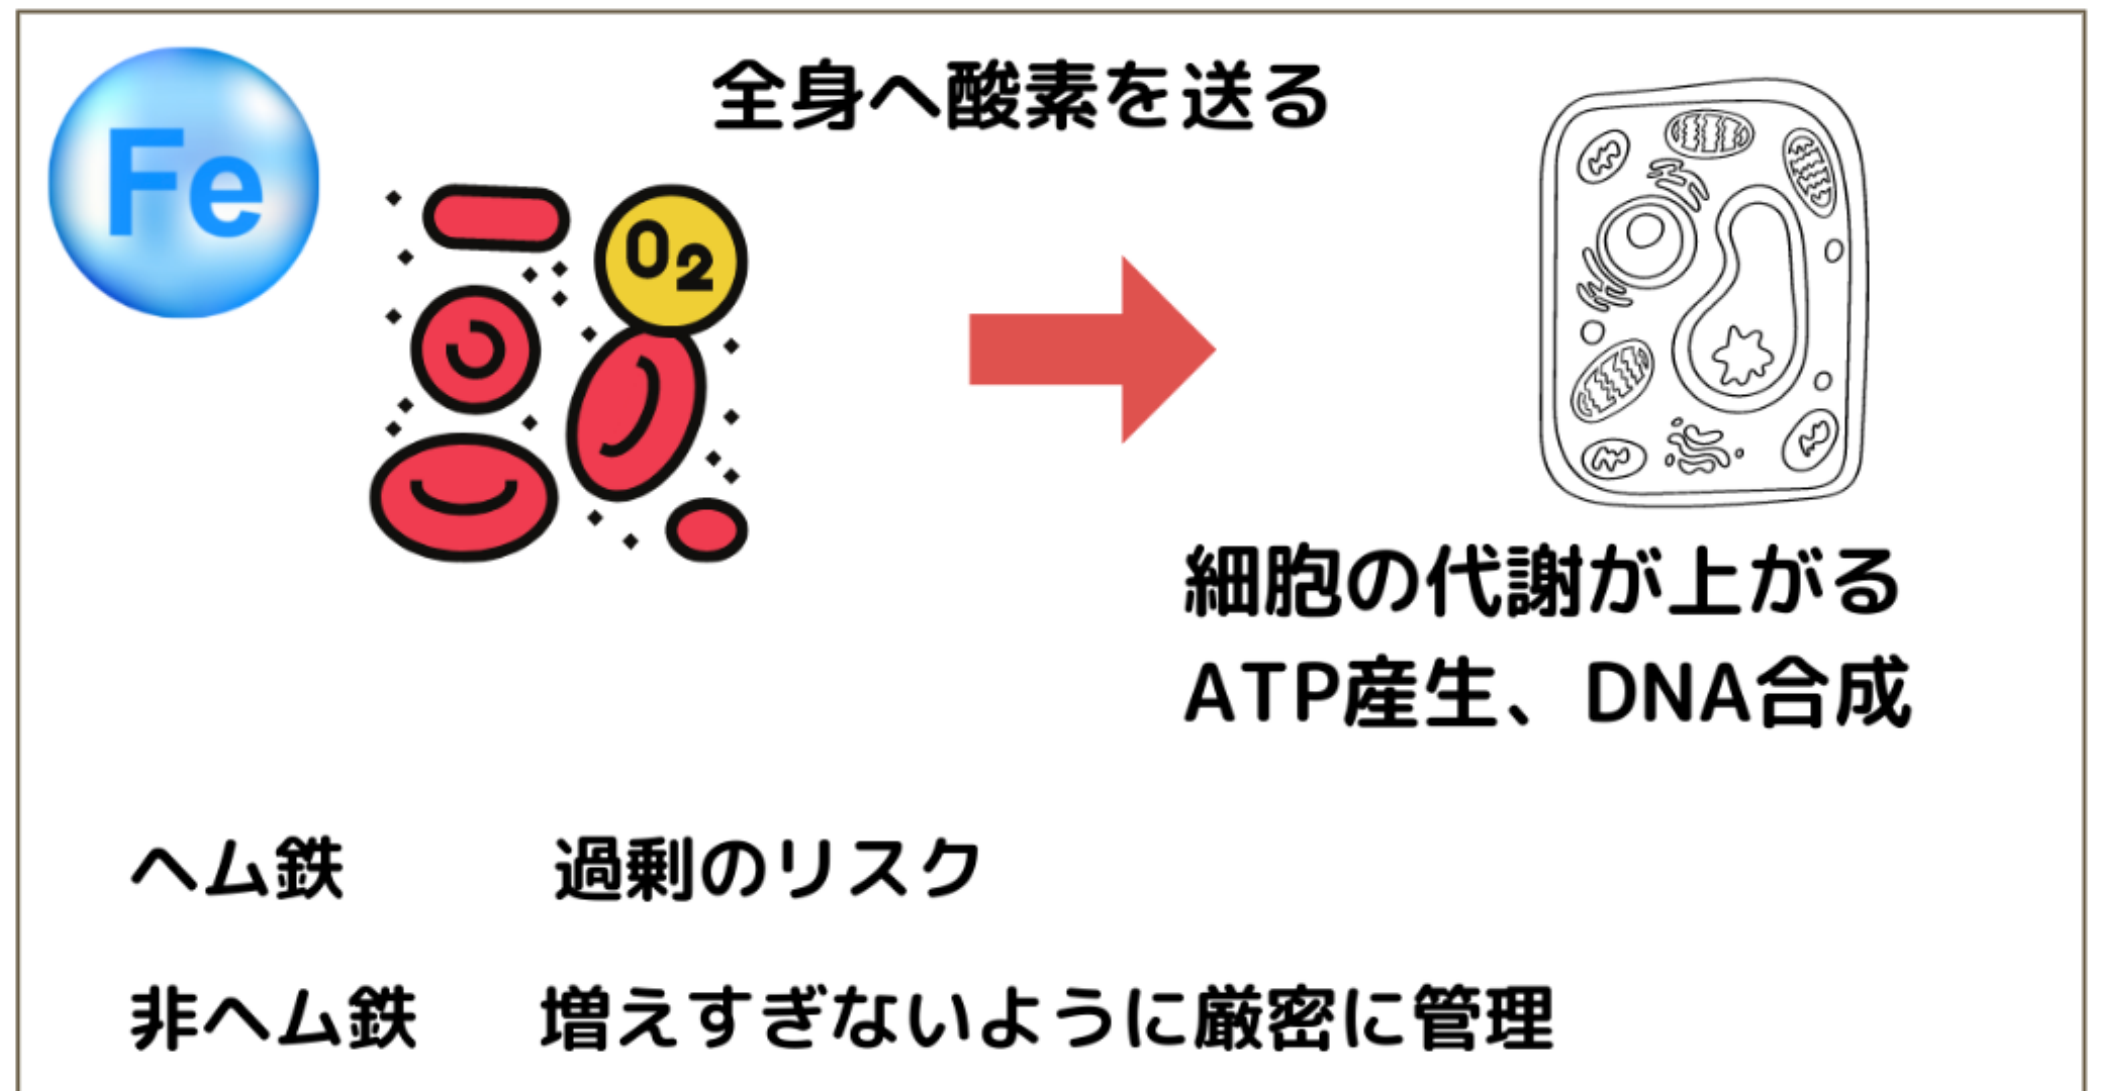 Fe
全身へ酸素を送る
O2
細胞の代謝が上がる
ATP産生、DNA合成
ヘム鉄 過剰のリスク
非ヘム鉄 増えすぎないように厳密に管理